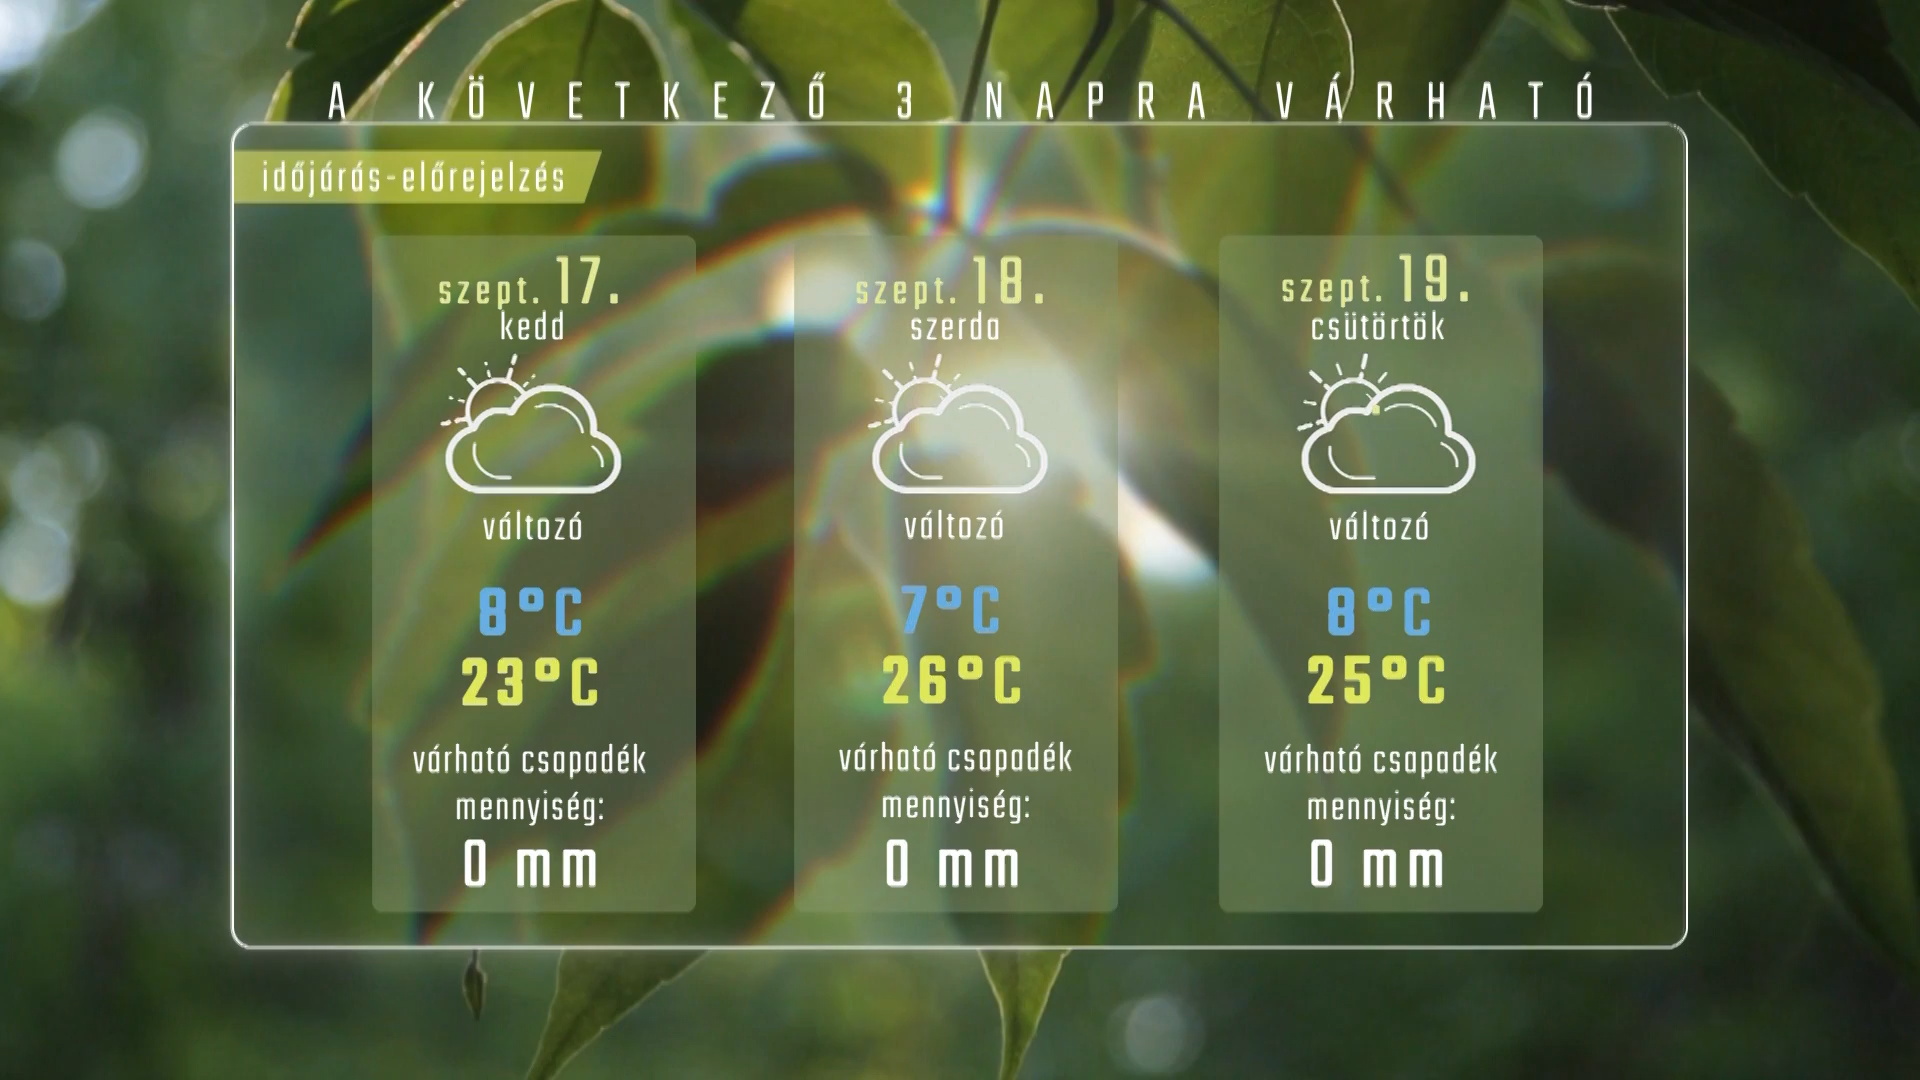 A KÖVETKEZŐ 3 NAPRA VÁRHATÓ
időjárás-előrejelzés
szept. 17.
kedd
változó
8°C
23°C
várható csapadék
mennyiség:
0 mm
szept. 18.
szerda
változó
7°C
26°C
várható csapadék
mennyiség:
0 mm
szept. 19.
csütörtök
változó
8°C
25°C
várható csapadék
mennyiség:
0 mm